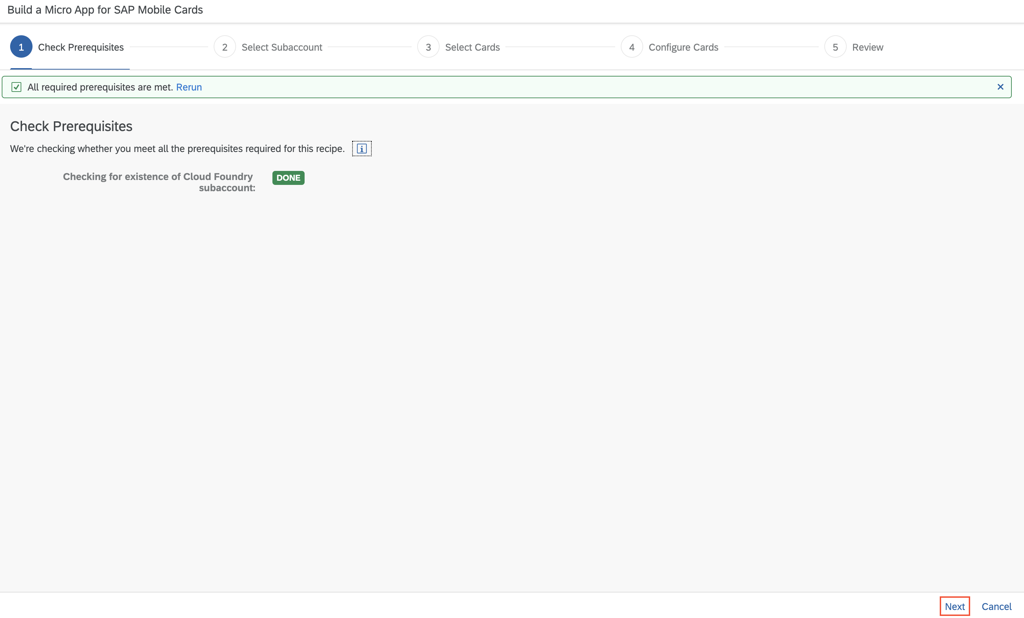 Build a Micro App for SAP Mobile Cards
1 Check Prerequisites 2 Select Subaccount 3 Select Cards 4 Configure Cards 5 Review
All required prerequisites are met. Rerun
Check Prerequisites
We're checking whether you meet all the prerequisites required for this recipe.
Checking for existence of Cloud Foundry DONE
subaccount:
Next Cancel